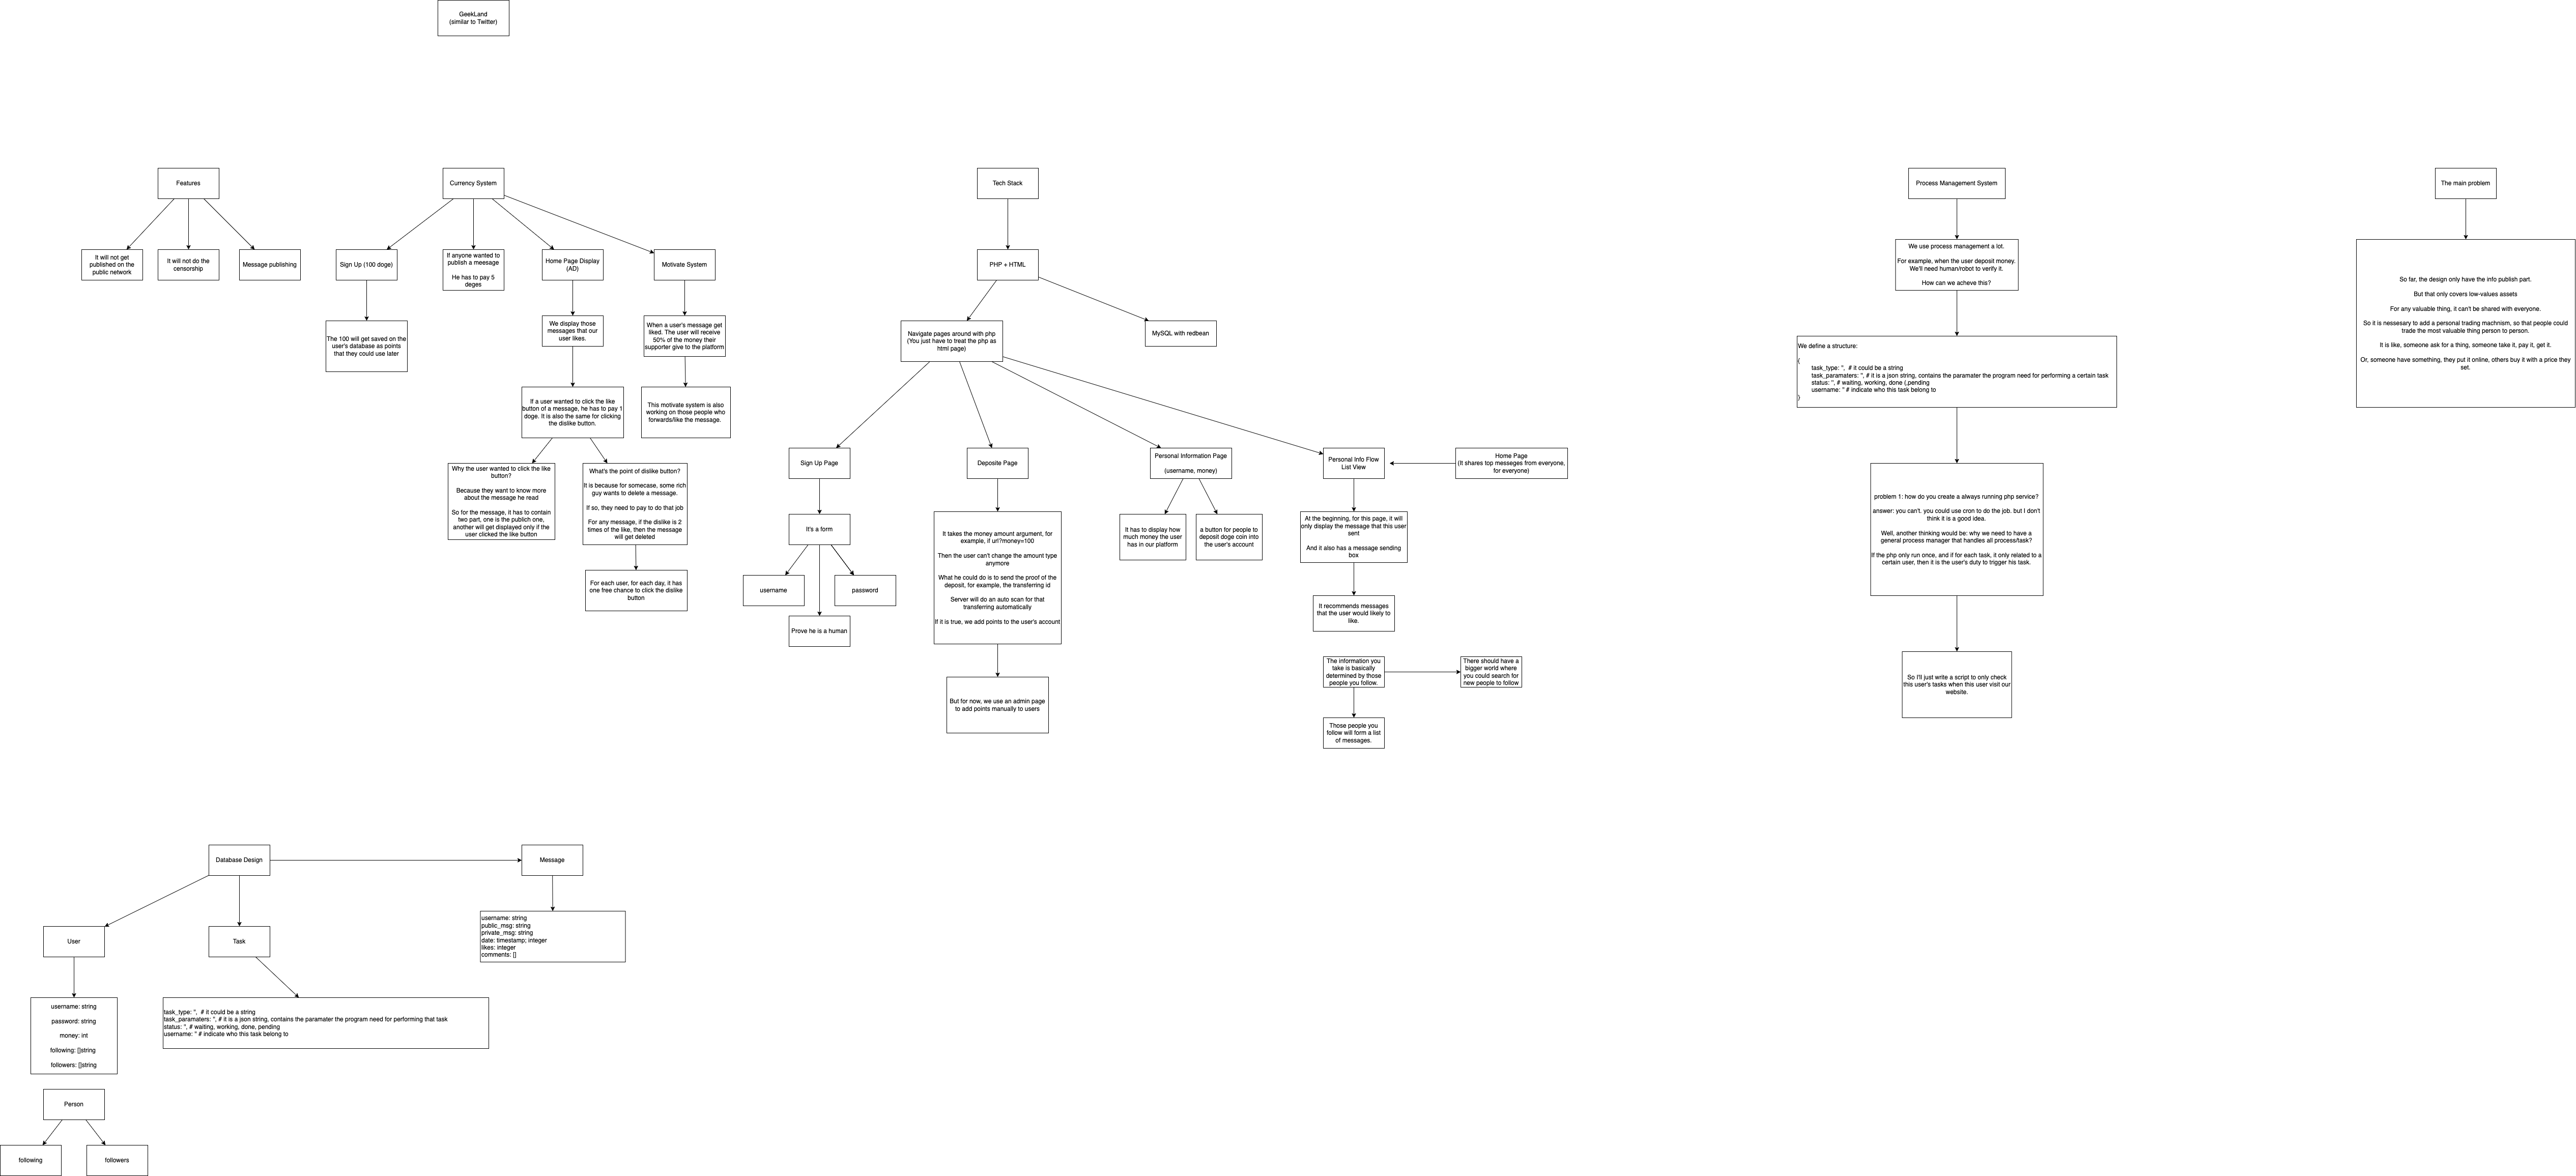 GeekLand
(similar to Twitter)
Features
It will not get
published on the
public network
It will not do the
censorship
Message publishing
Currency System
Sign Up (100 doge)
The 100 will get saved on the
user's database as points
that they could use later
If anyone wanted to
publish a meesage
He has to pay 5
deges
Home Page Display
(AD)
We display those
messages that our
user likes.
If a user wanted to click the like
button of a message, he has to pay 1
doge. It is also the same for clicking
the dislike button.
Why the user wanted to click the like
button?
Because they want to know more
about the message he read
So for the message, it has to contain
two part, one is the publich one,
another will get displayed only if the
user clicked the like button
What's the point of dislike button?
It is because for somecase, some rich
guy wants to delete a message.
If so, they need to pay to do that job
For any message, if the dislike is 2
times of the like, then the message
will get deleted
For each user, for each day, it has
one free chance to click the dislike
button
Motivate System
When a user's message get
liked. The user will receive
50% of the money their
supporter give to the platform
This motivate system is also
working on those people who
forwards/like the message.
Tech Stack
PHP + HTML
Navigate pages around with php
(You just have to treat the php as
html page)
MySQL with redbean
Sign Up Page
It's a form
username
password
Prove he is a human
Deposite Page
It takes the money amount argument, for
example, if url?money=100
Then the user can't change the amount type
anymore
What he could do is to send the proof of the
deposit, for example, the transferring id
Server will do an auto scan for that
transferring automatically
If it is true, we add points to the user's account
But for now, we use an admin page
to add points manually to users
Personal Information Page
(username, money)
It has to display how
much money the user
has in our platform
a button for people to
deposit doge coin into
the user's account
Personal Info Flow
List View
Home Page
(It shares top messeges from everyone,
for everyone)
At the beginning, for this page, it will
only display the message that this user
sent
And it also has a message sending
box
It recommends messages
that the user would likely to
like.
The information you
take is basically
determined by those
people you follow.
There should have a
bigger world where
you could search for
new people to follow
Those people you
follow will form a list
of messages.
Process Management System
We use process management a lot.
For example, when the user deposit money.
We'll need human/robot to verify it.
How can we acheve this?
We define a structure:
{
task_type: '', # it could be a string
task_paramaters: '', # it is a json string, contains the paramater the program need for performing a certain task
status: '', # waiting, working, done (,pending
username: '' # indicate who this task belong to
}
problem 1: how do you create a always running php service?
answer: you can't. you could use cron to do the job. but I don't
think it is a good idea.
Well, another thinking would be: why we need to have a
general process manager that handles all process/task?
If the php only run once, and if for each task, it only related to a
certain user, then it is the user's duty to trigger his task.
So I'll just write a script to only check
this user's tasks when this user visit our
website.
The main problem
So far, the design only have the info publish part.
But that only covers low-values assets
For any valuable thing, it can't be shared with everyone.
So it is nessesary to add a personal trading machnism, so that people could
trade the most valuable thing person to person.
It is like, someone ask for a thing, someone take it, pay it, get it.
Or, someone have something, they put it online, others buy it with a price they
set.
Database Design
Message
username: string
public_msg: string
private_msg: string
date: timestamp; integer
likes: integer
comments: []
User
Task
username: string
password: string
money: int
following: []string
followers: []string
task_type: '', # it could be a string
task_paramaters: '', # it is a json string, contains the paramater the program need for performing that task
status: '', # waiting, working, done, pending
username: '' # indicate who this task belong to
Person
following
followers